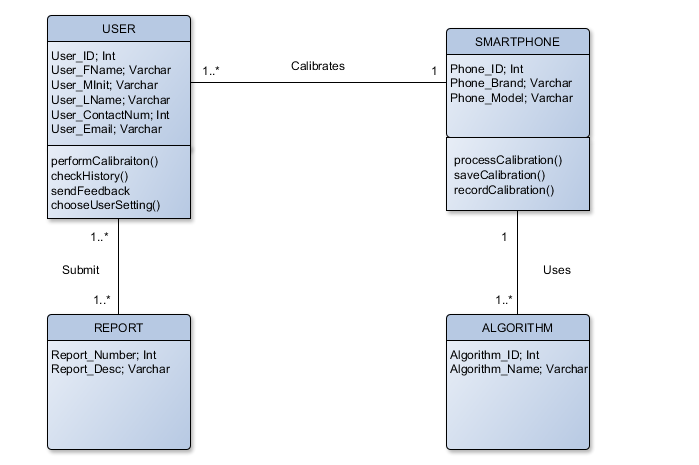 USER
User_ID; Int
User_FName; Varchar
User_MInit; Varchar
User_LName; Varchar
User_ContactNum; Int
User_Email; Varchar
performCalibraiton()
checkHistory()
sendFeedback
chooseUserSetting()
1..*
Calibrates
1
SMARTPHONE
Phone_ID; Int
Phone_Brand; Varchar
Phone_Model; Varchar
processCalibration()
saveCalibration()
recordCalibration()
1..*
Submit
1..*
1
Uses
1..*
REPORT
Report_Number; Int
Report_Desc; Varchar
ALGORITHM
Algorithm_ID; Int
Algorithm_Name; Varchar